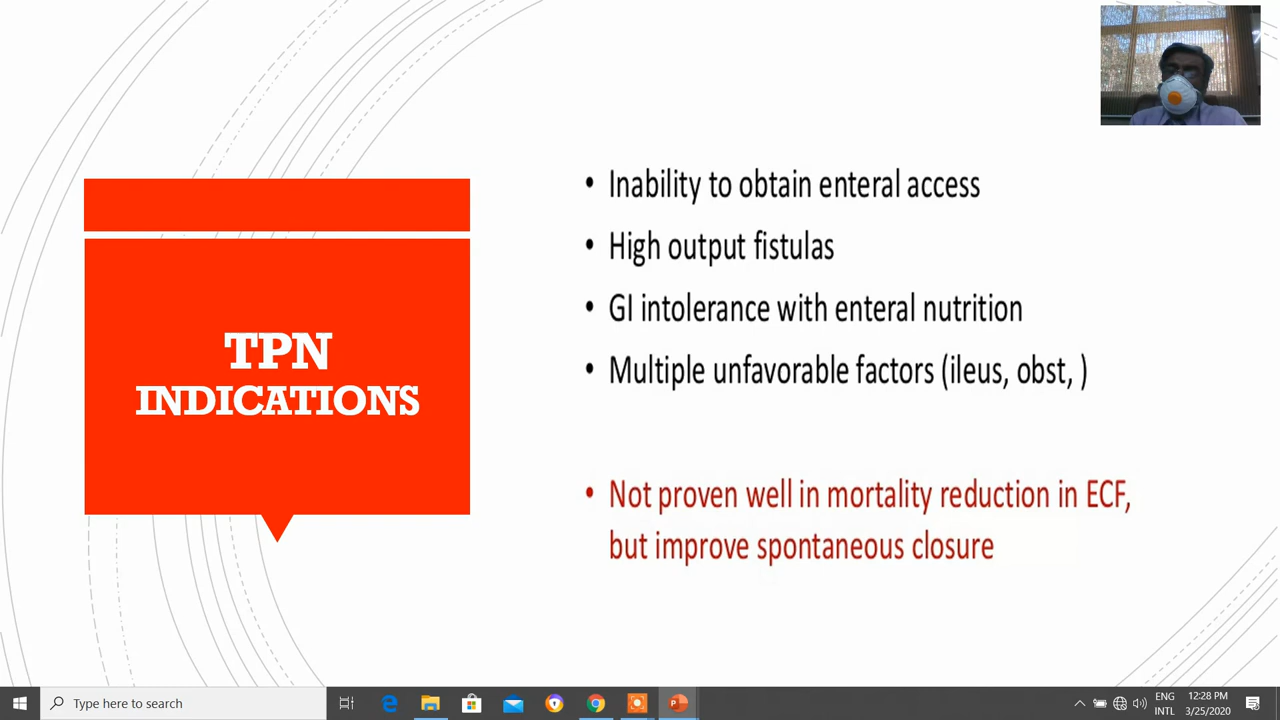 TPN
INDICATIONS
• Inability to obtain enteral access
• High output fistulas
• GI intolerance with enteral nutrition
• Multiple unfavorable factors (ileus, obst, )
• Not proven well in mortality reduction in ECF,
but improve spontaneous closure
Type here to search
ENG
INTL
12:28 PM
3/25/2020